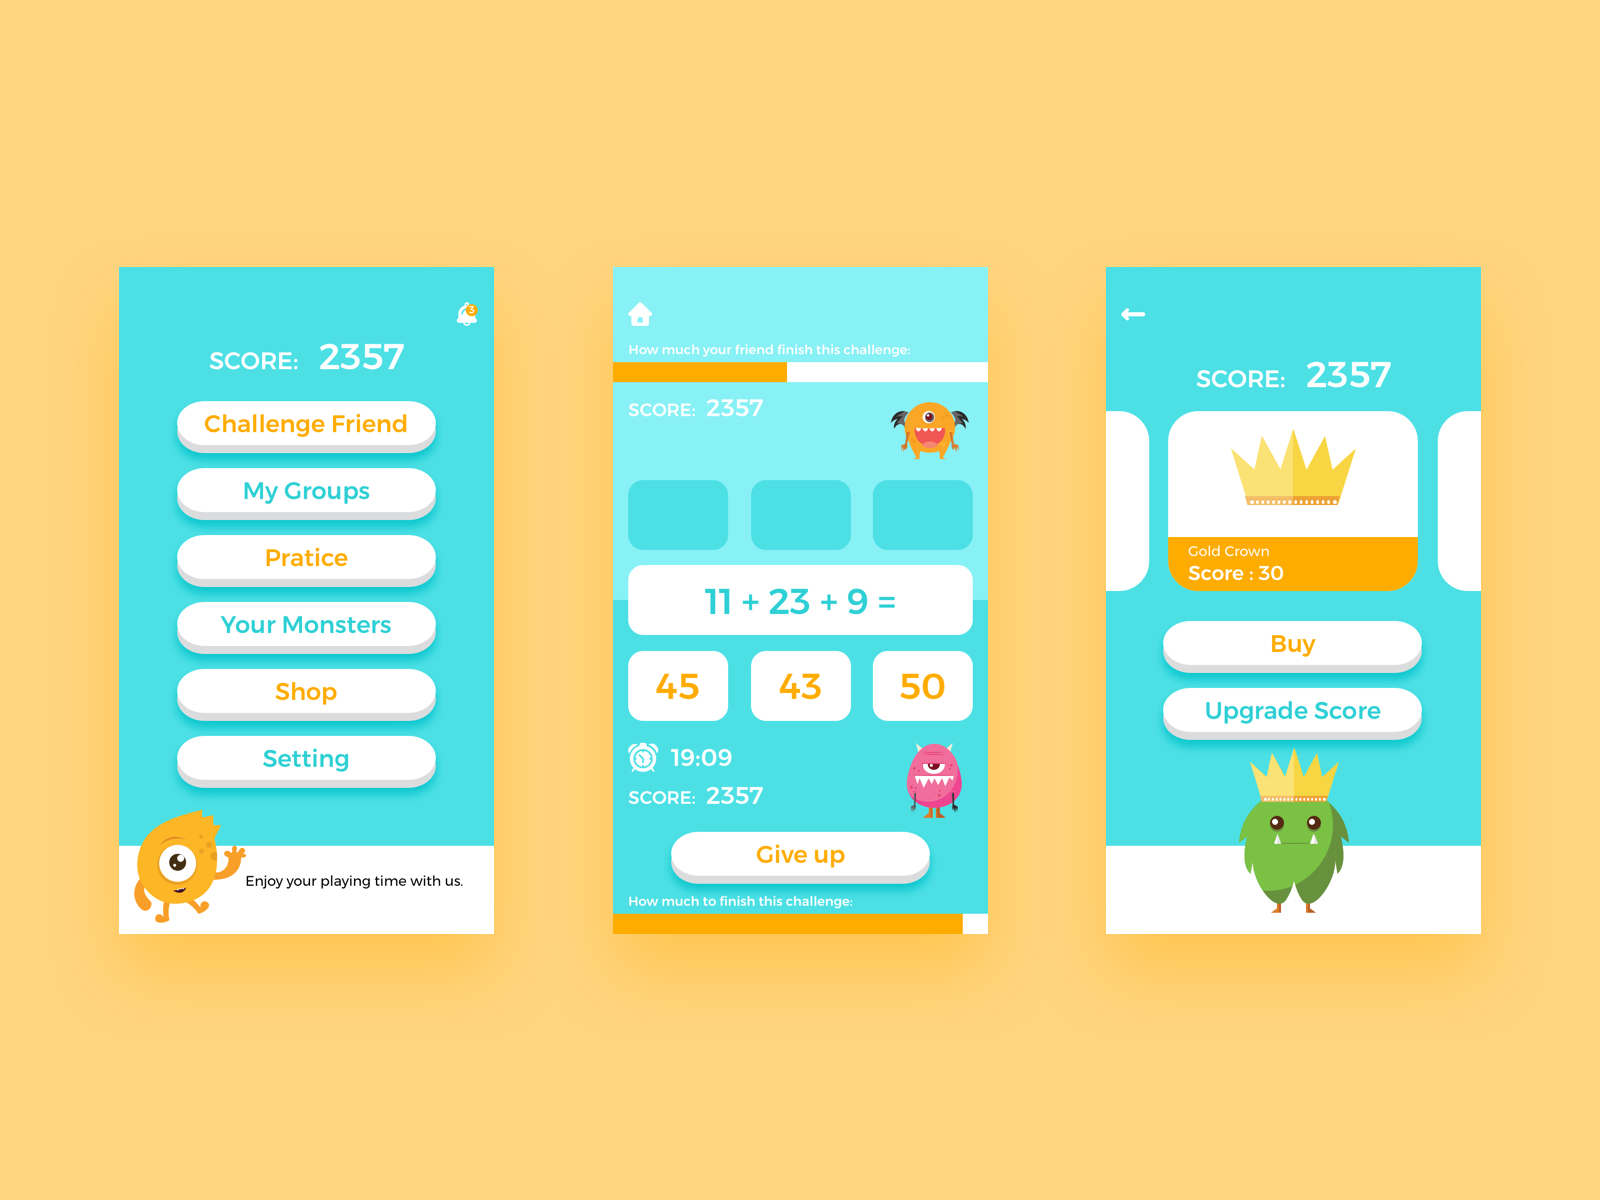 3
SCORE: 2357
Challenge Friend
My Groups
Pratice
Your Monsters
Shop
Setting
Enjoy your playing time with us.
How much your friend finish this challenge:
SCORE: 2357
11 + 23 + 9 =
45 43 50
19:09
SCORE: 2357
Give up
How much to finish this challenge:
SCORE: 2357
Gold Crown
Score : 30
Buy
Upgrade Score